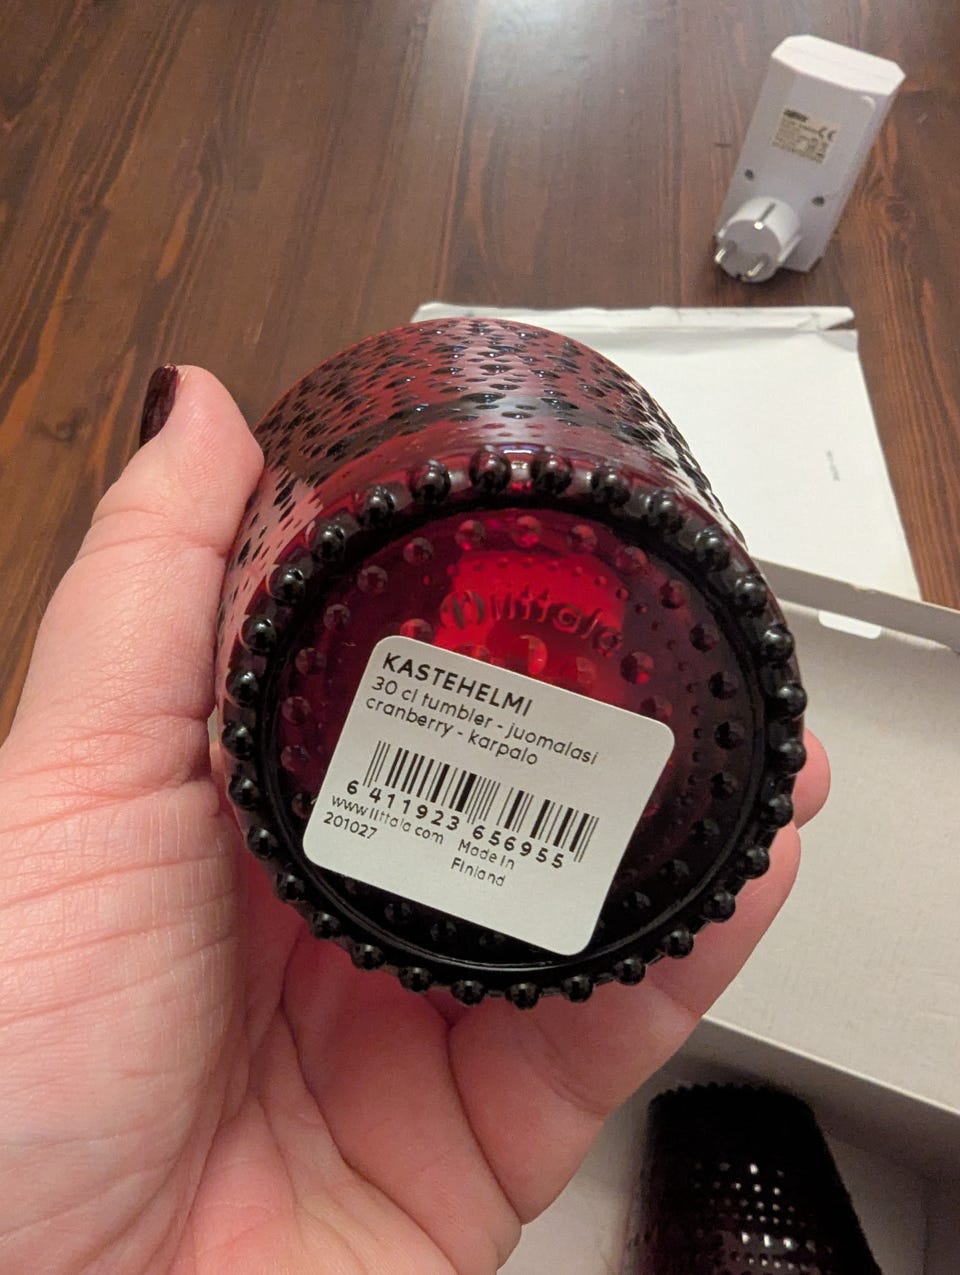 iittala
KASTEHELMI
30 cl tumbler - juomalasi
cranberry - karpalo
6 411923 656955
www.iittala.com Made in
201027 Finland